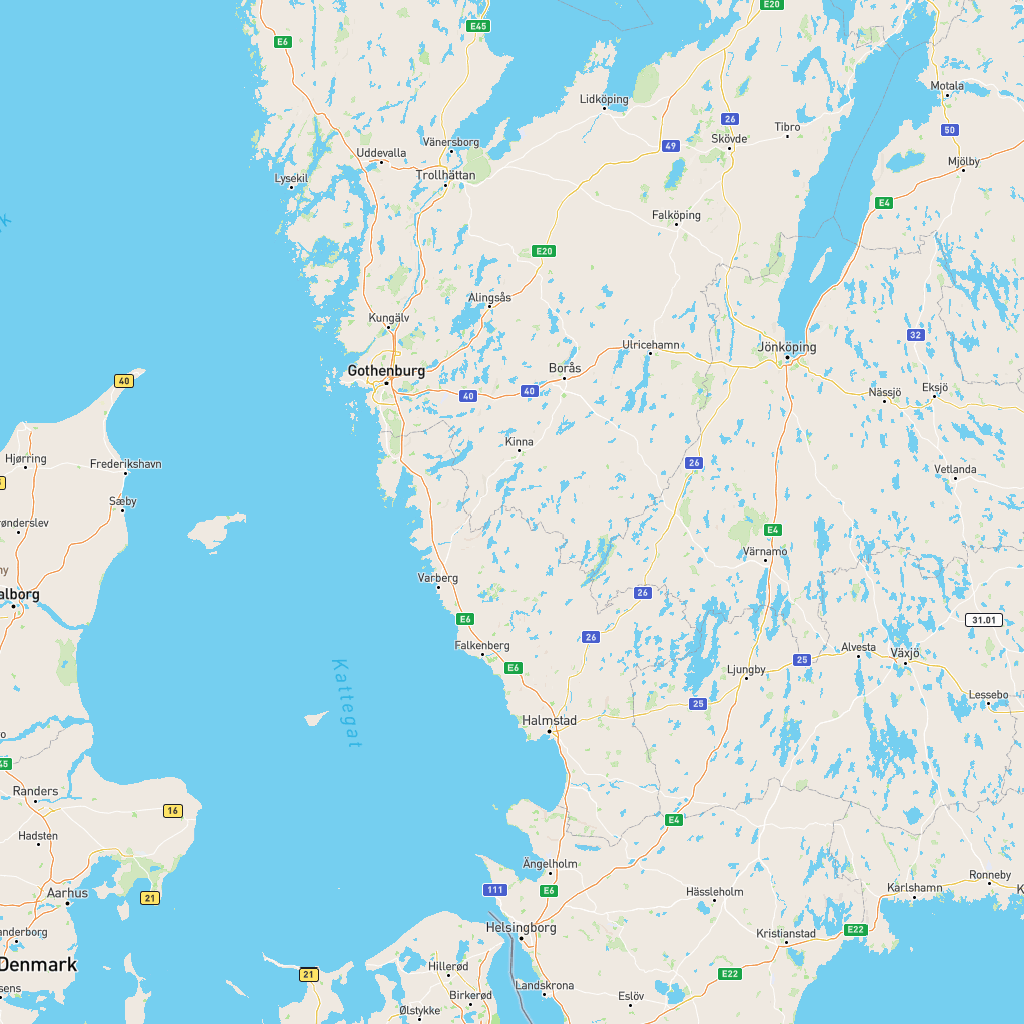 E20
E6
E45
Motala
Lidköping
26
Tibro
50
Skövde
Vänersborg
49
Uddevalla
Mjölby
Trollhättan
Lysekil
E4
Falköping
E20
Alingsås
Kungälv
32
Ulricehamn
Jönköping
Gothenburg
Borås
40
40
40
Eksjö
Nässjö
Kinna
Hjørring
Frederikshavn
26
Vetlanda
Sæby
E4
Värnamo
Varberg
alborg
26
E6
31.01
26
Falkenberg
Alvesta
Växjö
25
E6
Ljungby
Kattegat
Lessebo
25
Halmstad
45
Randers
16
E4
Hadsten
Ängelholm
Ronneby
Aarhus
111
E6
Hässleholm
Karlshamn
21
Helsingborg
E22
Kristianstad
anderborg
Denmark
Hillerød
21
E22
Landskrona
sens
Birkerød
Eslöv
Ølstykke